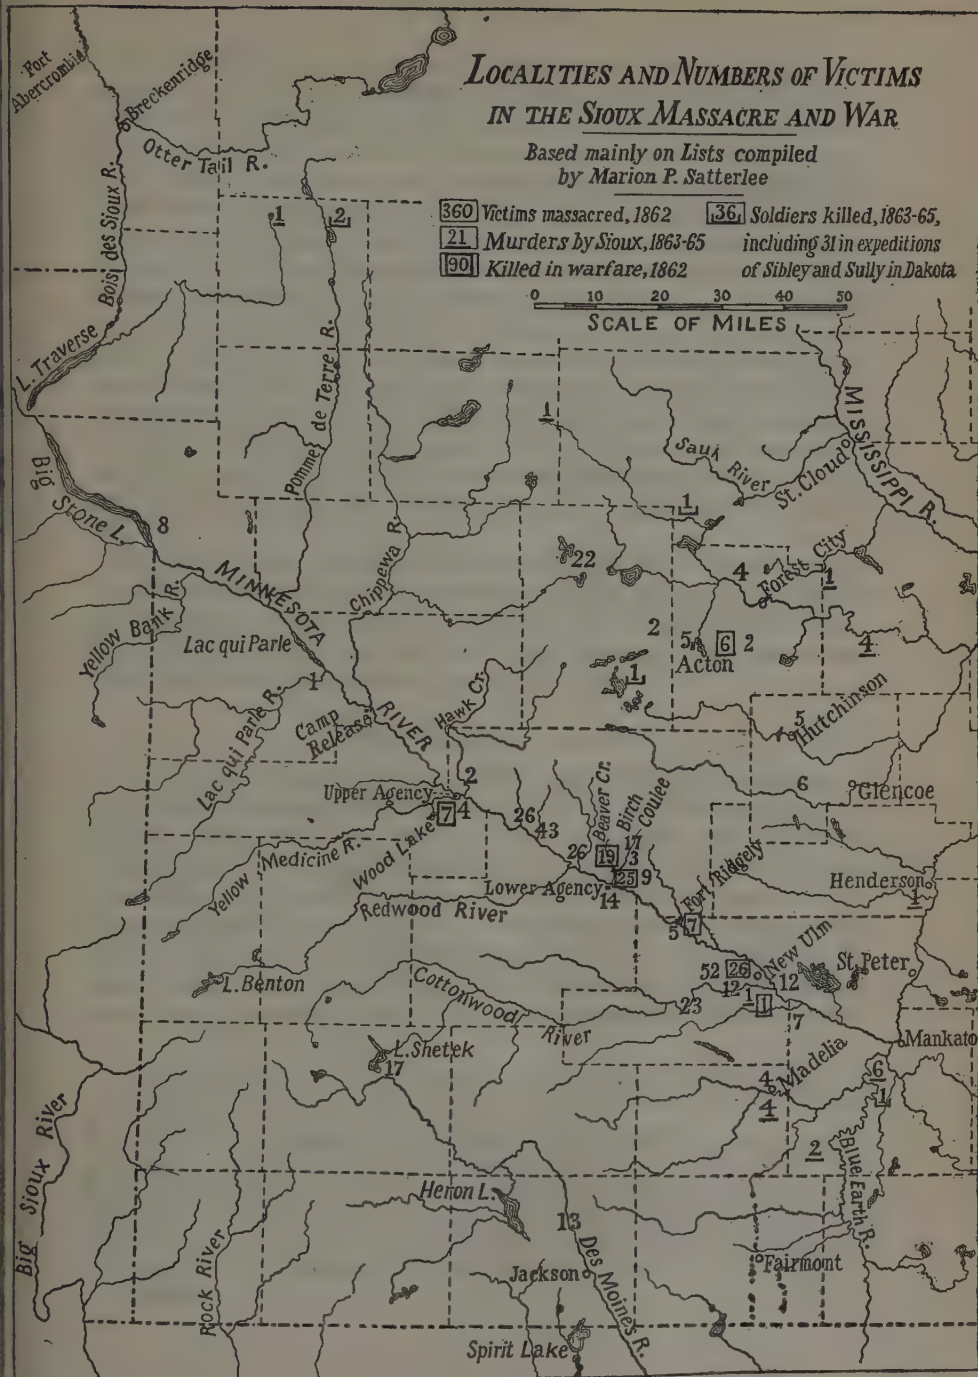 LOCALITIES AND NUMBERS OF VICTIMS
IN THE SIOUX MASSACRE AND WAR
Based mainly on Lists compiled
by Marion P. Satterlee
360 Victims massacred, 1862
21 Murders by Sioux, 1863-65
90 Killed in warfare, 1862
36 Soldiers killed, 1863-65,
including 31 in expeditions
of Sibley and Sully in Dakota
0 10 20 30 40 50
SCALE OF MILES
Fort
Abercrombie
Breckenridge
Otter Tail R.
Bois des Sioux R.
1
2
L. Traverse
Pomme de Terre R.
1
Sauk River
St. Cloud
MISSISSIPPI R.
Big
Stone L.
8
1
Chippewa R.
22
4
Forest City
1
MINNESOTA
RIVER
Yellow Bank R.
Lac qui Parle
2
5
Acton
6
2
4
1
1
Lac qui Parle R.
Camp
Release
Hawk Cr.
5
Hutchinson
2
Upper Agency
7
4
6
Glencoe
26
43
Beaver Cr.
Birch
Coulee
17
3
26
19
Wood Lake
Yellow Medicine R.
25
9
Lower Agency
14
Redwood River
Fort Ridgely
5
7
Henderson
1
L. Benton
Cottonwood
River
52
26
New Ulm
12
12
St. Peter
23
1
1
7
Mankato
L. Shetek
17
4
Madelia
4
6
1
2
Blue Earth R.
Big Sioux River
Rock River
Heron L.
13
Des Moines R.
Jackson
Fairmont
Spirit Lake